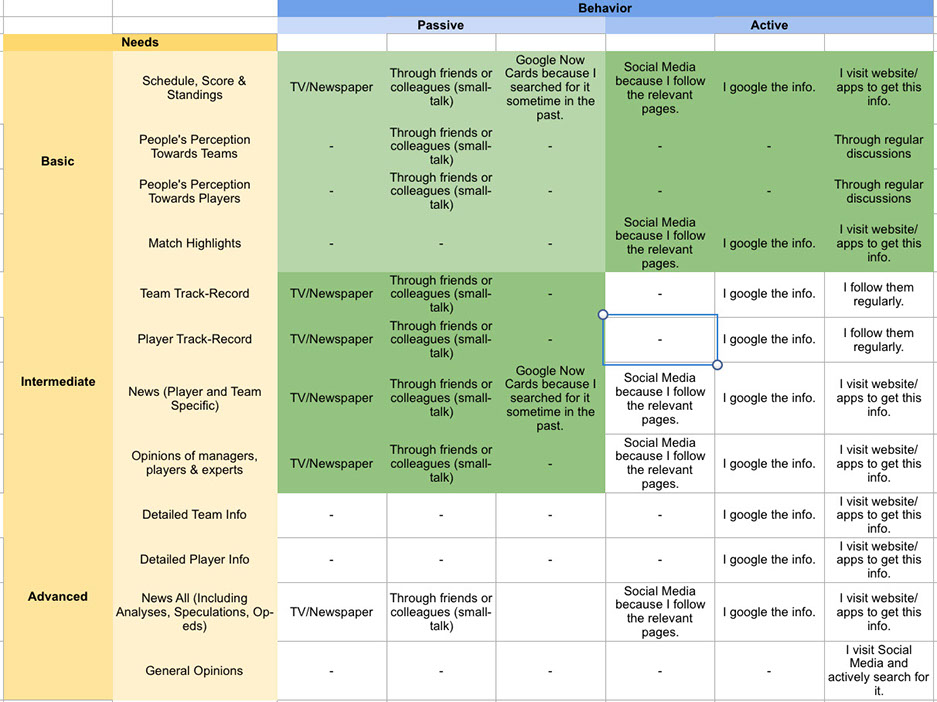 Behavior
Passive
Active
Needs
Basic
Schedule, Score &
Standings
TV/Newspaper
Through friends or
colleagues (small-
talk)
Google Now
Cards because I
searched for it
sometime in the
past.
Social Media
because I follow
the relevant
pages.
I google the info.
I visit website/
apps to get this
info.
People's Perception
Towards Teams
-
Through friends or
colleagues (small-
talk)
-
-
-
Through regular
discussions
People's Perception
Towards Players
-
Through friends or
colleagues (small-
talk)
-
-
-
Through regular
discussions
Match Highlights
-
-
-
Social Media
because I follow
the relevant
pages.
I google the info.
I visit website/
apps to get this
info.
Intermediate
Team Track-Record
TV/Newspaper
Through friends or
colleagues (small-
talk)
-
-
I google the info.
I follow them
regularly.
Player Track-Record
TV/Newspaper
Through friends or
colleagues (small-
talk)
-
-
I google the info.
I follow them
regularly.
News (Player and Team
Specific)
TV/Newspaper
Through friends or
colleagues (small-
talk)
Google Now
Cards because I
searched for it
sometime in the
past.
Social Media
because I follow
the relevant
pages.
I google the info.
I visit website/
apps to get this
info.
Opinions of managers,
players & experts
TV/Newspaper
Through friends or
colleagues (small-
talk)
-
Social Media
because I follow
the relevant
pages.
I google the info.
I visit website/
apps to get this
info.
Advanced
Detailed Team Info
-
-
-
-
I google the info.
I visit website/
apps to get this
info.
Detailed Player Info
-
-
-
-
I google the info.
I visit website/
apps to get this
info.
News All (Including
Analyses, Speculations, Op-
eds)
TV/Newspaper
Through friends or
colleagues (small-
talk)
Social Media
because I follow
the relevant
pages.
I google the info.
I visit website/
apps to get this
info.
General Opinions
-
-
-
-
-
I visit Social
Media and
actively search for
it.